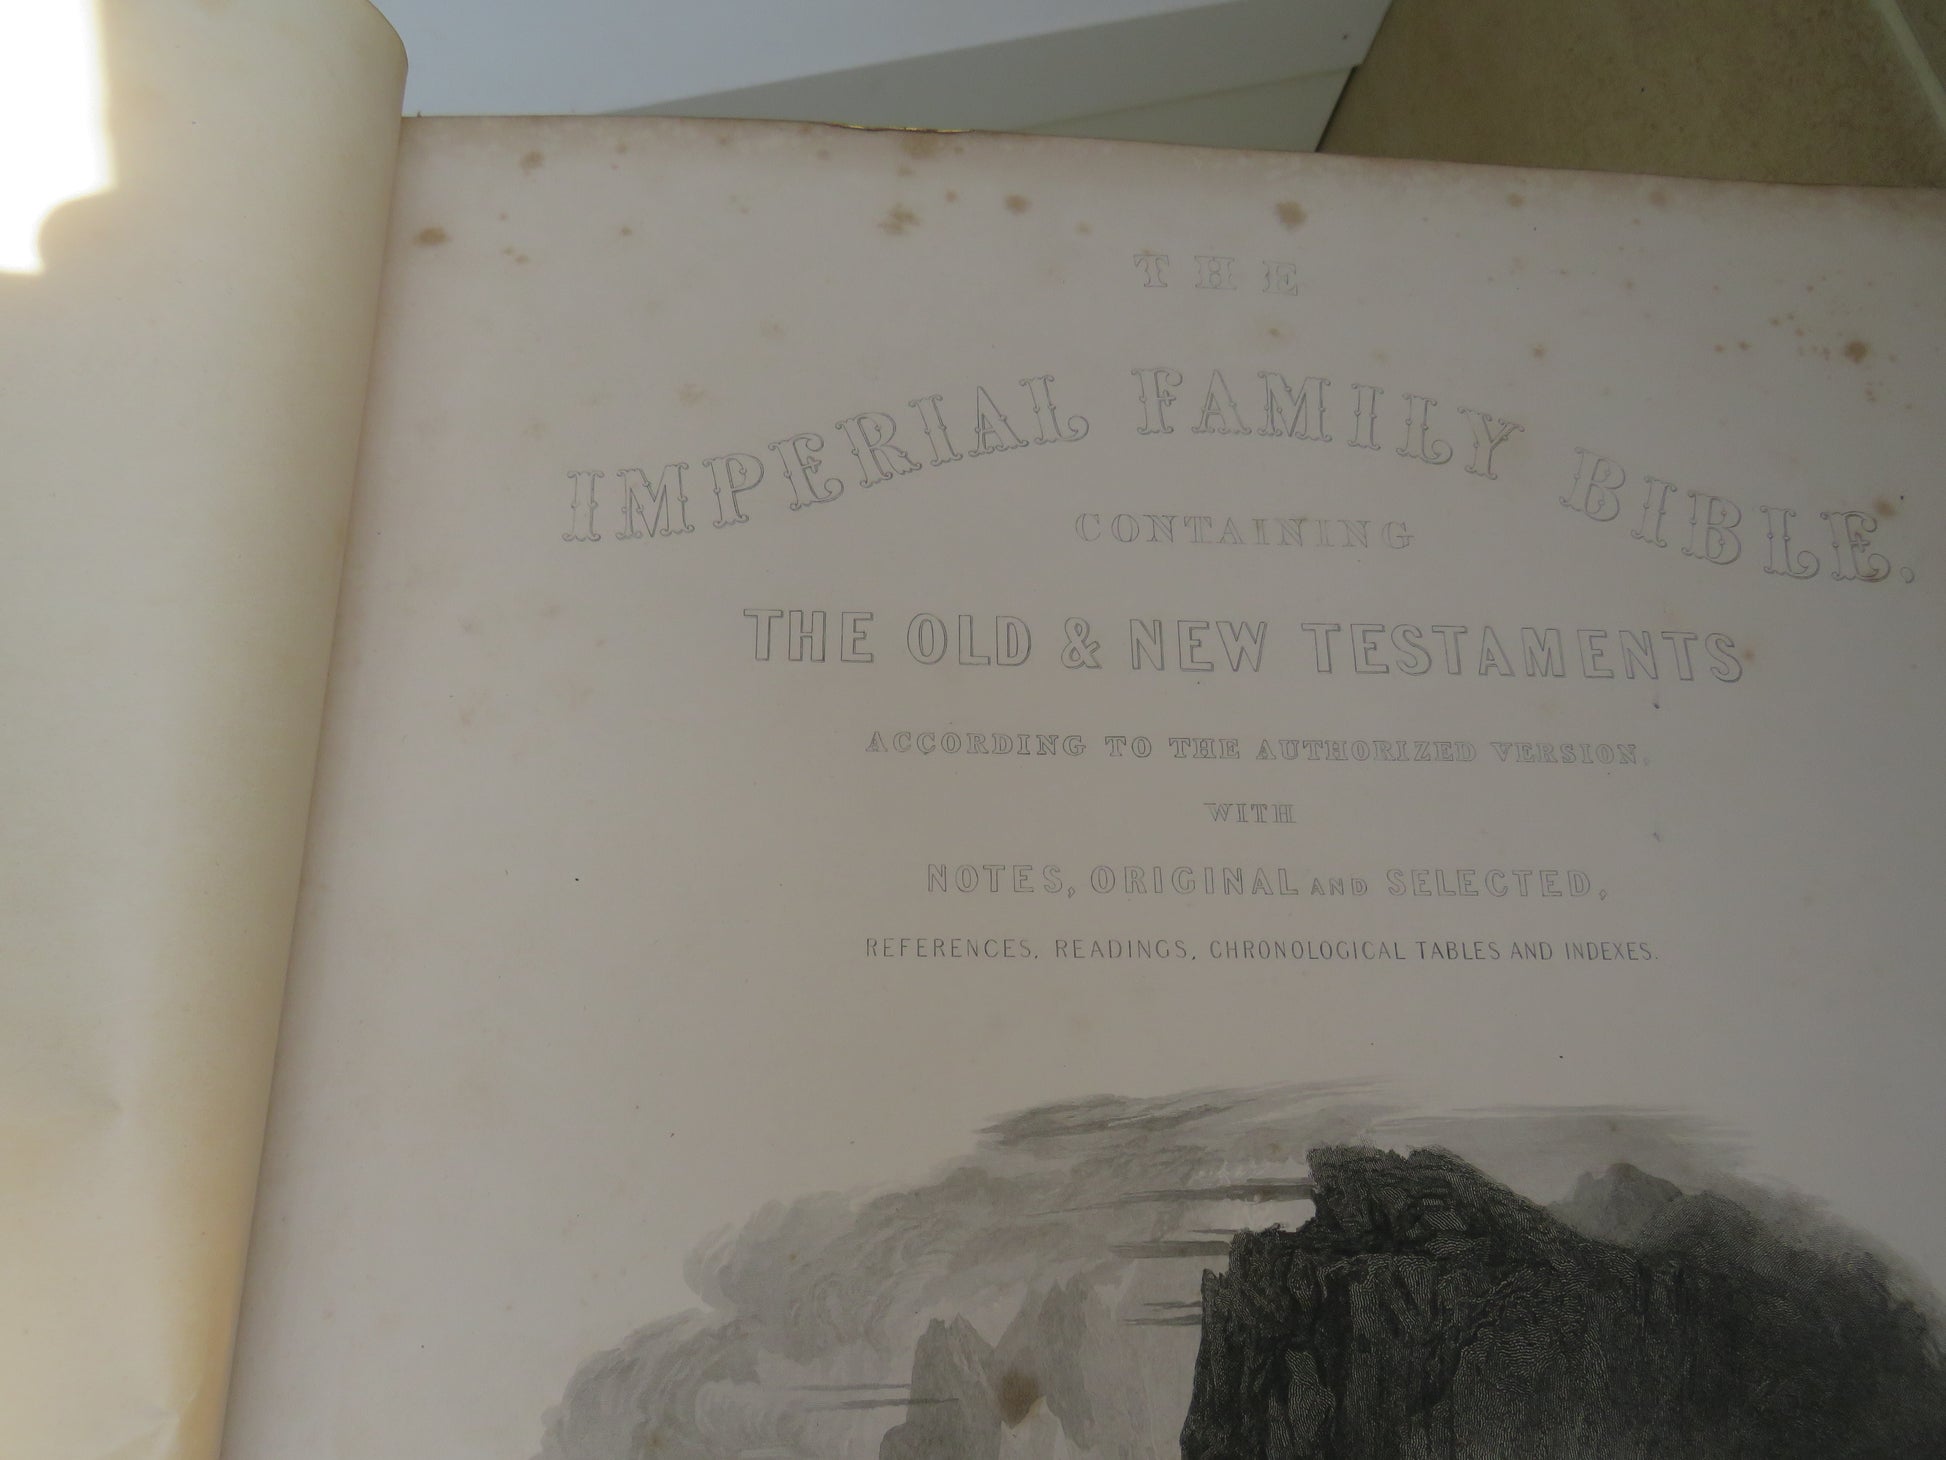 THE
IMPERIAL FAMILY BIBLE.
CONTAINING
THE OLD & NEW TESTAMENTS
ACCORDING TO THE AUTHORIZED VERSION,
WITH
NOTES, ORIGINAL AND SELECTED,
REFERENCES, READINGS, CHRONOLOGICAL TABLES AND INDEXES.